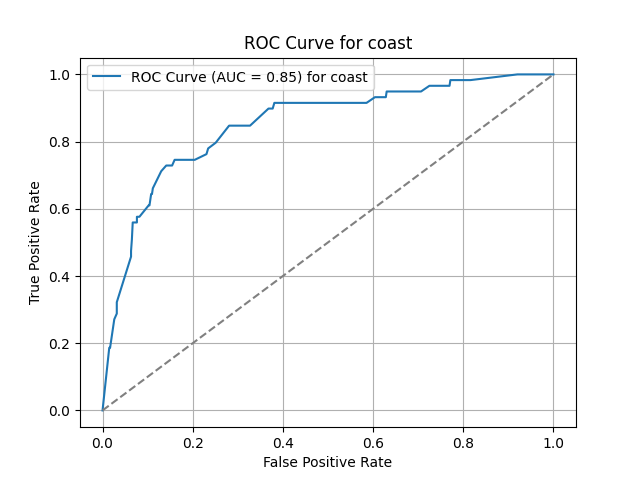 ROC Curve for coast
ROC Curve (AUC = 0.85) for coast
True Positive Rate
1.0
0.8
0.6
0.4
0.2
0.0
0.0 0.2 0.4 0.6 0.8 1.0
False Positive Rate